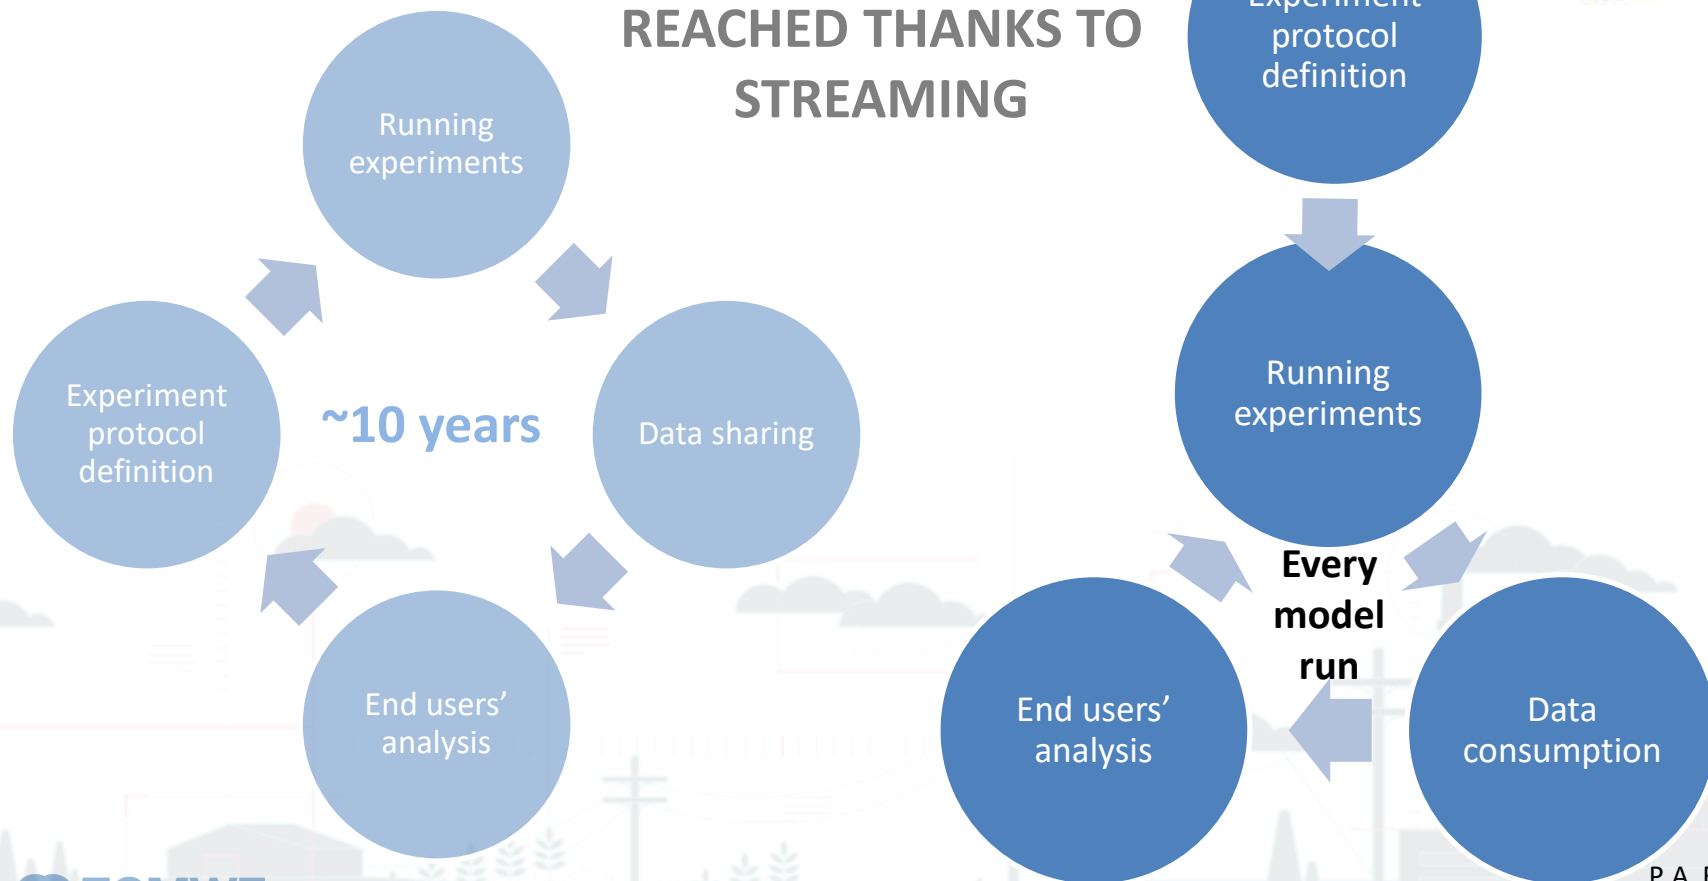 REACHED THANKS TO
STREAMING
Running
experiments
Experiment
protocol
definition
~10 years
Data sharing
End users’
analysis
Experiment
protocol
definition
Running
experiments
Every
model
run
End users’
analysis
Data
consumption